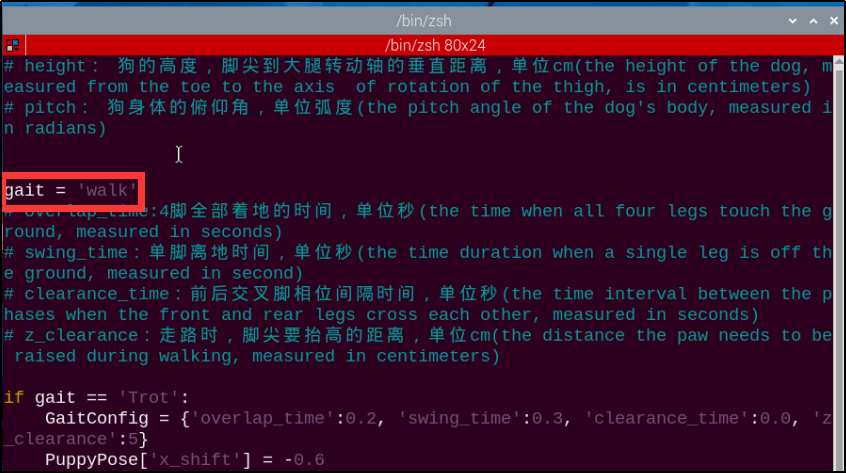 /bin/zsh
/bin/zsh 80x24
# height： 狗的高度，脚尖到大腿转动轴的垂直距离，单位cm(the height of the dog, m
easured from the toe to the axis  of rotation of the thigh, is in centimeters)
# pitch： 狗身体的俯仰角，单位弧度(the pitch angle of the dog's body, measured i
n radians)
gait = 'walk'
# overlap_time:4脚全部着地的时间，单位秒(the time when all four legs touch the g
round, measured in seconds)
# swing_time：单脚离地时间，单位秒(the time duration when a single leg is off th
e ground, measured in second)
# clearance_time：前后交叉脚相位间隔时间，单位秒(the time interval between the p
hases when the front and rear legs cross each other, measured in seconds)
# z_clearance：走路时，脚尖要抬高的距离，单位cm(the distance the paw needs to be
 raised during walking, measured in centimeters)
if gait == 'Trot':
    GaitConfig = {'overlap_time':0.2, 'swing_time':0.3, 'clearance_time':0.0, 'z
_clearance':5}
    PuppyPose['x_shift'] = -0.6